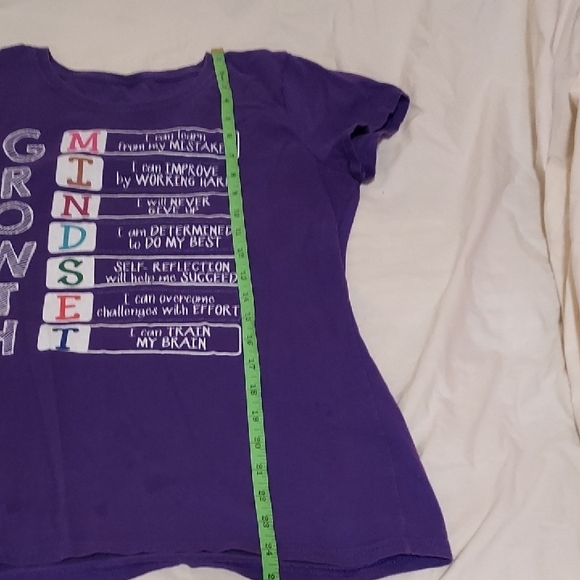 GROWTH
M I can learn
from my MISTAKE
I I can IMPROVE
by WORKING HAR
N I will NEVER
GIVE UP
D I am DETERMINED
to DO MY BEST
S SELF-REFLECTION
will help me SUCCEED
E I can overcome
challenges with EFFORT
T I can TRAIN
MY BRAIN